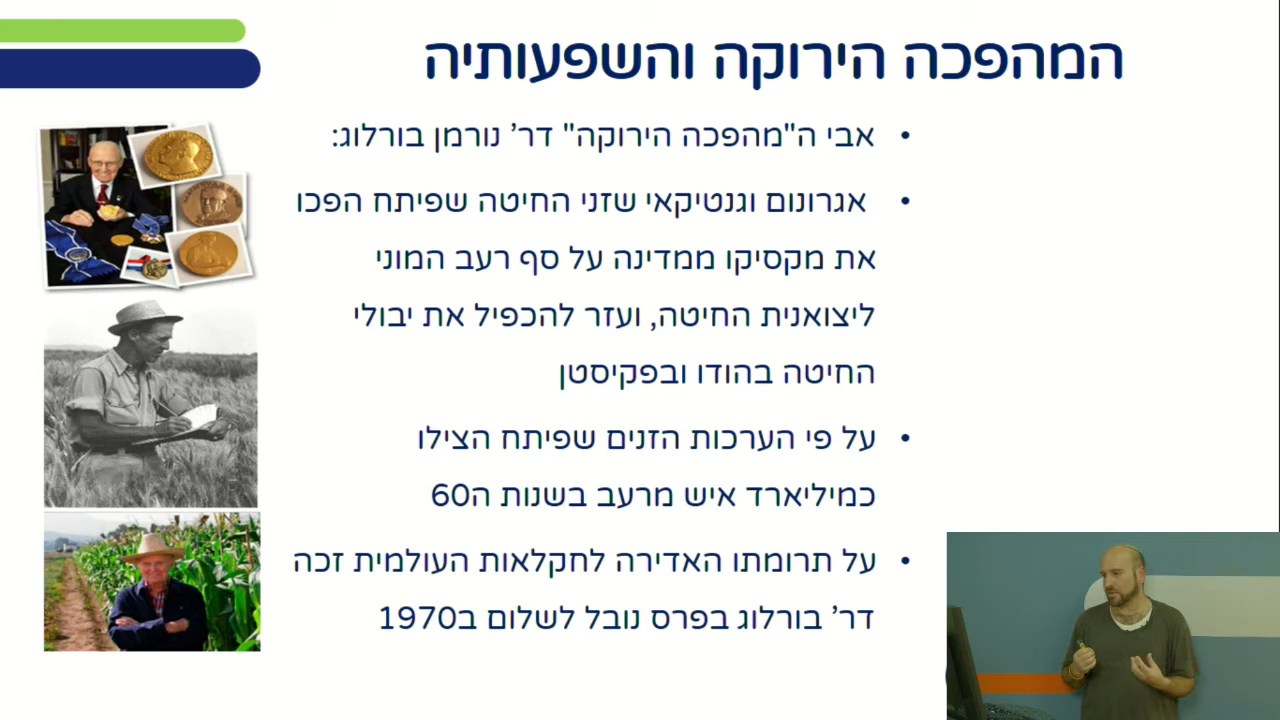 המהפכה הירוקה והשפעותיה
• אבי ה"מהפכה הירוקה" דר' נורמן בורלוג:
• אגרונום וגנטיקאי שזני החיטה שפיתח הפכו
את מקסיקו ממדינה על סף רעב המוני
ליצואנית החיטה, ועזר להכפיל את יבולי
החיטה בהודו ובפקיסטן
• על פי הערכות הזנים שפיתח הצילו
כמיליארד איש מרעב בשנות ה60
• על תרומתו האדירה לחקלאות העולמית זכה
דר' בורלוג בפרס נובל לשלום ב1970